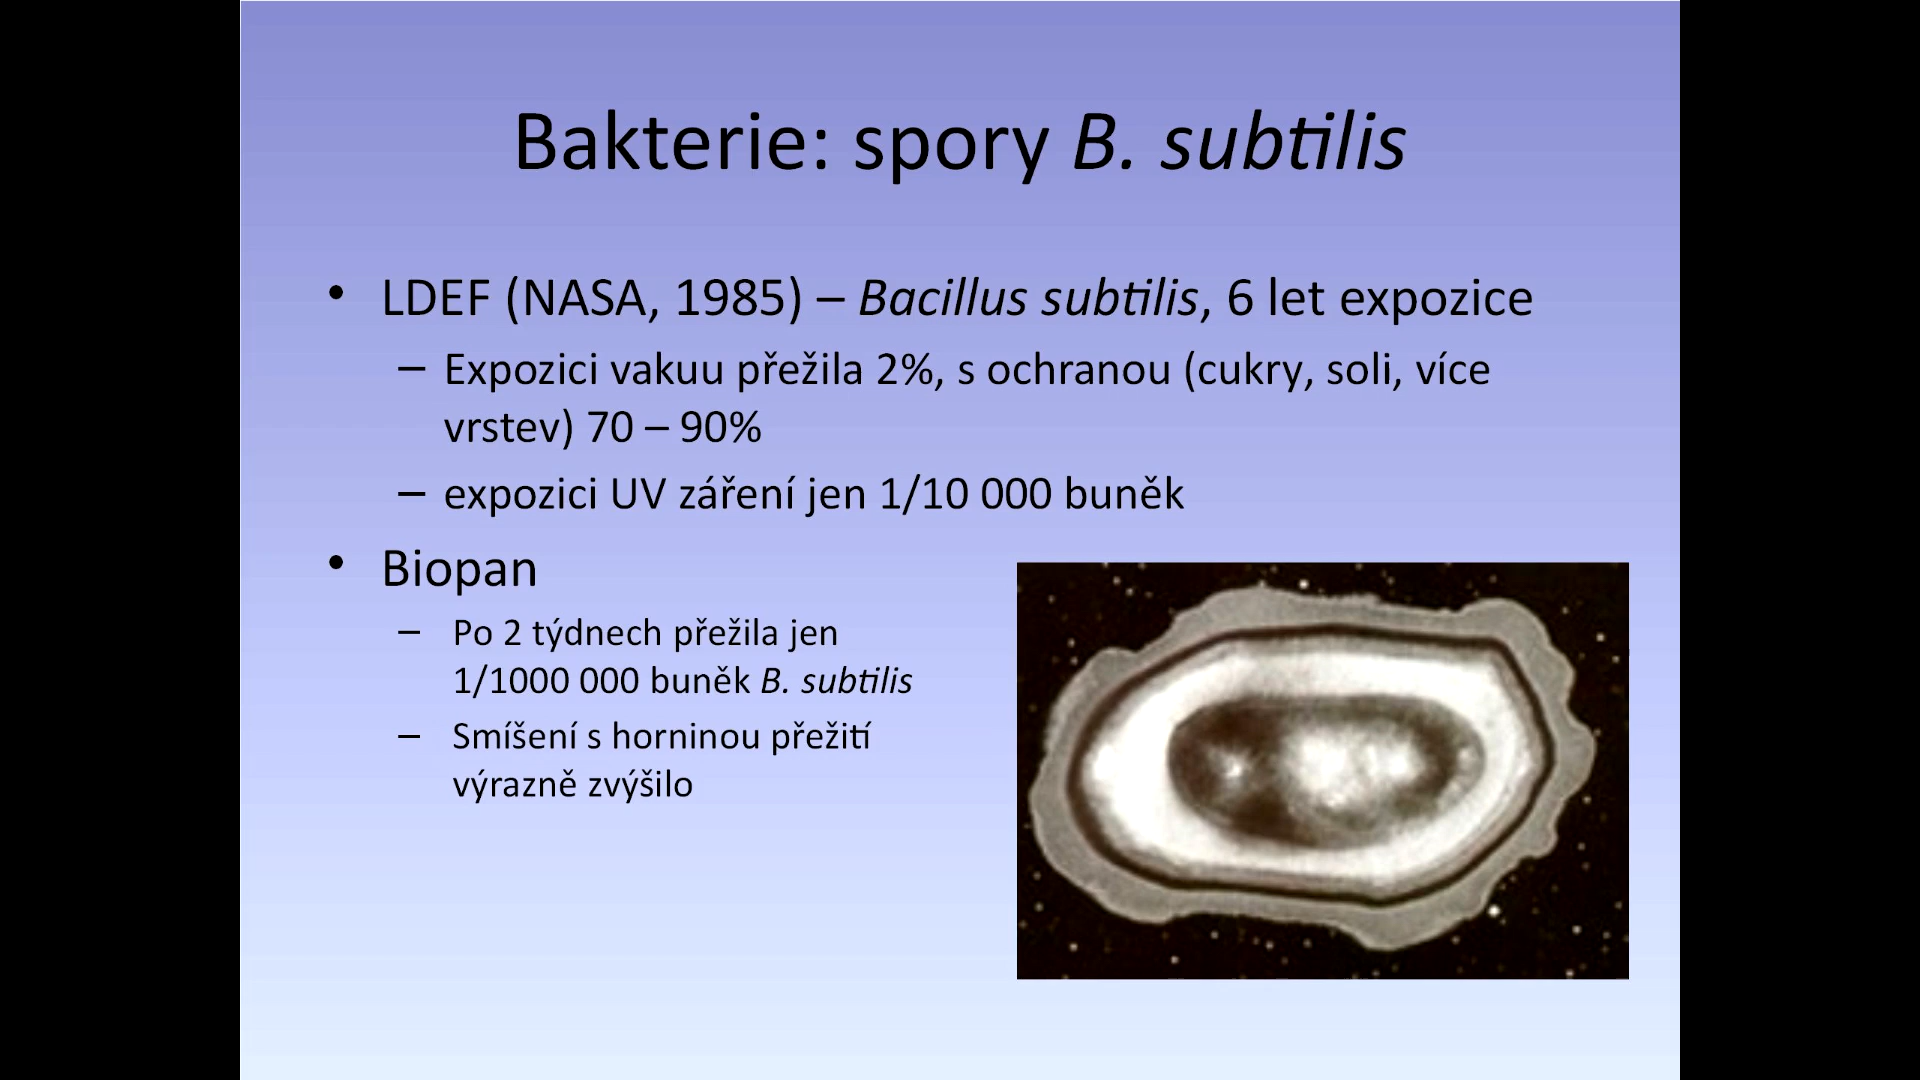 Bakterie: spory B. subtilis
• LDEF (NASA, 1985) – Bacillus subtilis, 6 let expozice
– Expozici vakuu přežila 2%, s ochranou (cukry, soli, více
vrstev) 70 – 90%
– expozici UV záření jen 1/10 000 buněk
• Biopan
– Po 2 týdnech přežila jen
1/1000 000 buněk B. subtilis
– Smíšení s horninou přežití
výrazně zvýšilo